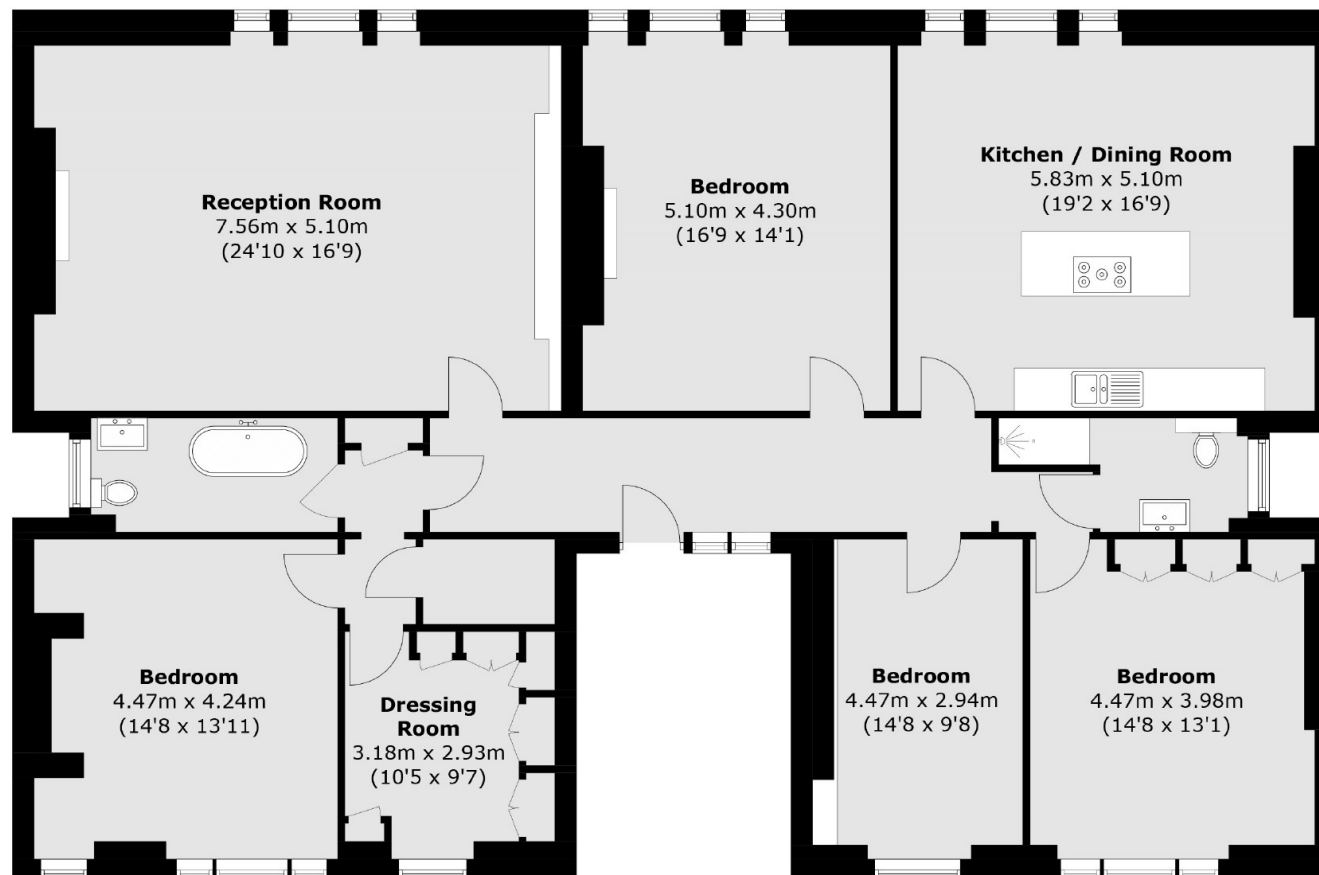 Reception Room
7.56m x 5.10m
(24'10 x 16'9)
Bedroom
5.10m x 4.30m
(16'9 x 14'1)
Kitchen / Dining Room
5.83m x 5.10m
(19'2 x 16'9)
Bedroom
4.47m x 4.24m
(14'8 x 13'11)
Dressing
Room
3.18m x 2.93m
(10'5 x 9'7)
Bedroom
4.47m x 2.94m
(14'8 x 9'8)
Bedroom
4.47m x 3.98m
(14'8 x 13'1)